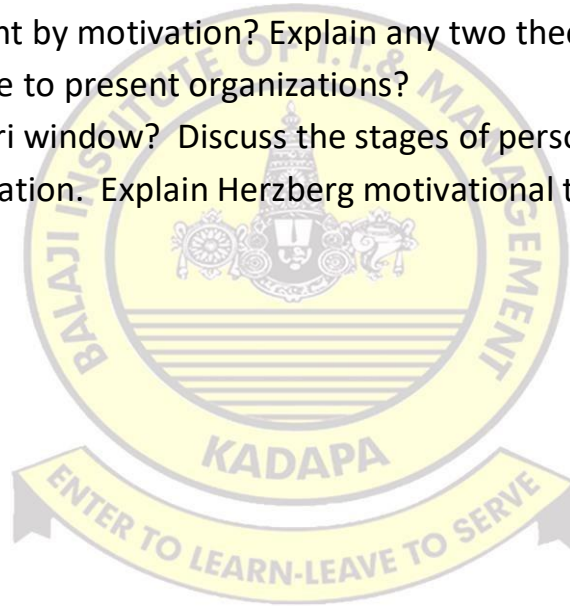 nt by motivation? Explain any two theo
e to present organizations?
ri window?  Discuss the stages of perso
ation.  Explain Herzberg motivational t
BALAJI INSTITUTE OF I.T.& MANAGEMENT
KADAPA
ENTER TO LEARN-LEAVE TO SERVE